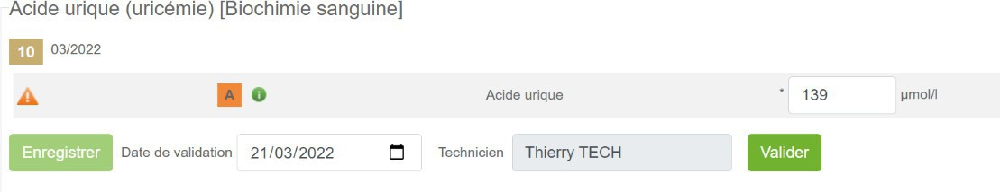 Acide urique (uricémie) [Biochimie sanguine]
10 03/2022
A i Acide urique * 139 µmol/l
Enregistrer Date de validation 21/03/2022 Technicien Thierry TECH Valider